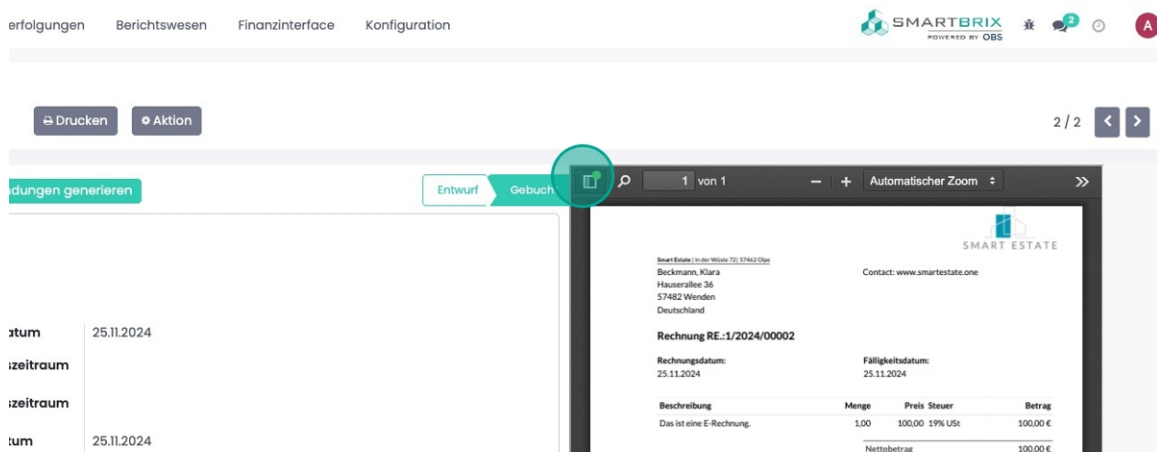 erfolgungen Berichtswesen Finanzinterface Konfiguration
SMARTBRIX
POWERED BY OBS
2
A
Drucken Aktion
2 / 2
ndungen generieren
Entwurf Gebucht
1 von 1
Automatischer Zoom
SMART ESTATE
Smart Estate | In der Wüste 72| 57462 Olpe
Beckmann, Klara
Contact: www.smartestate.one
Hauserallee 36
57482 Wenden
Deutschland
Rechnung RE.:1/2024/00002
atum 25.11.2024
Rechnungsdatum: Fälligkeitsdatum:
szeitraum
25.11.2024 25.11.2024
szeitraum
Beschreibung Menge Preis Steuer Betrag
Das ist eine E-Rechnung. 1,00 100,00 19% USt 100,00 €
tum 25.11.2024
Nettobetrag 100,00 €